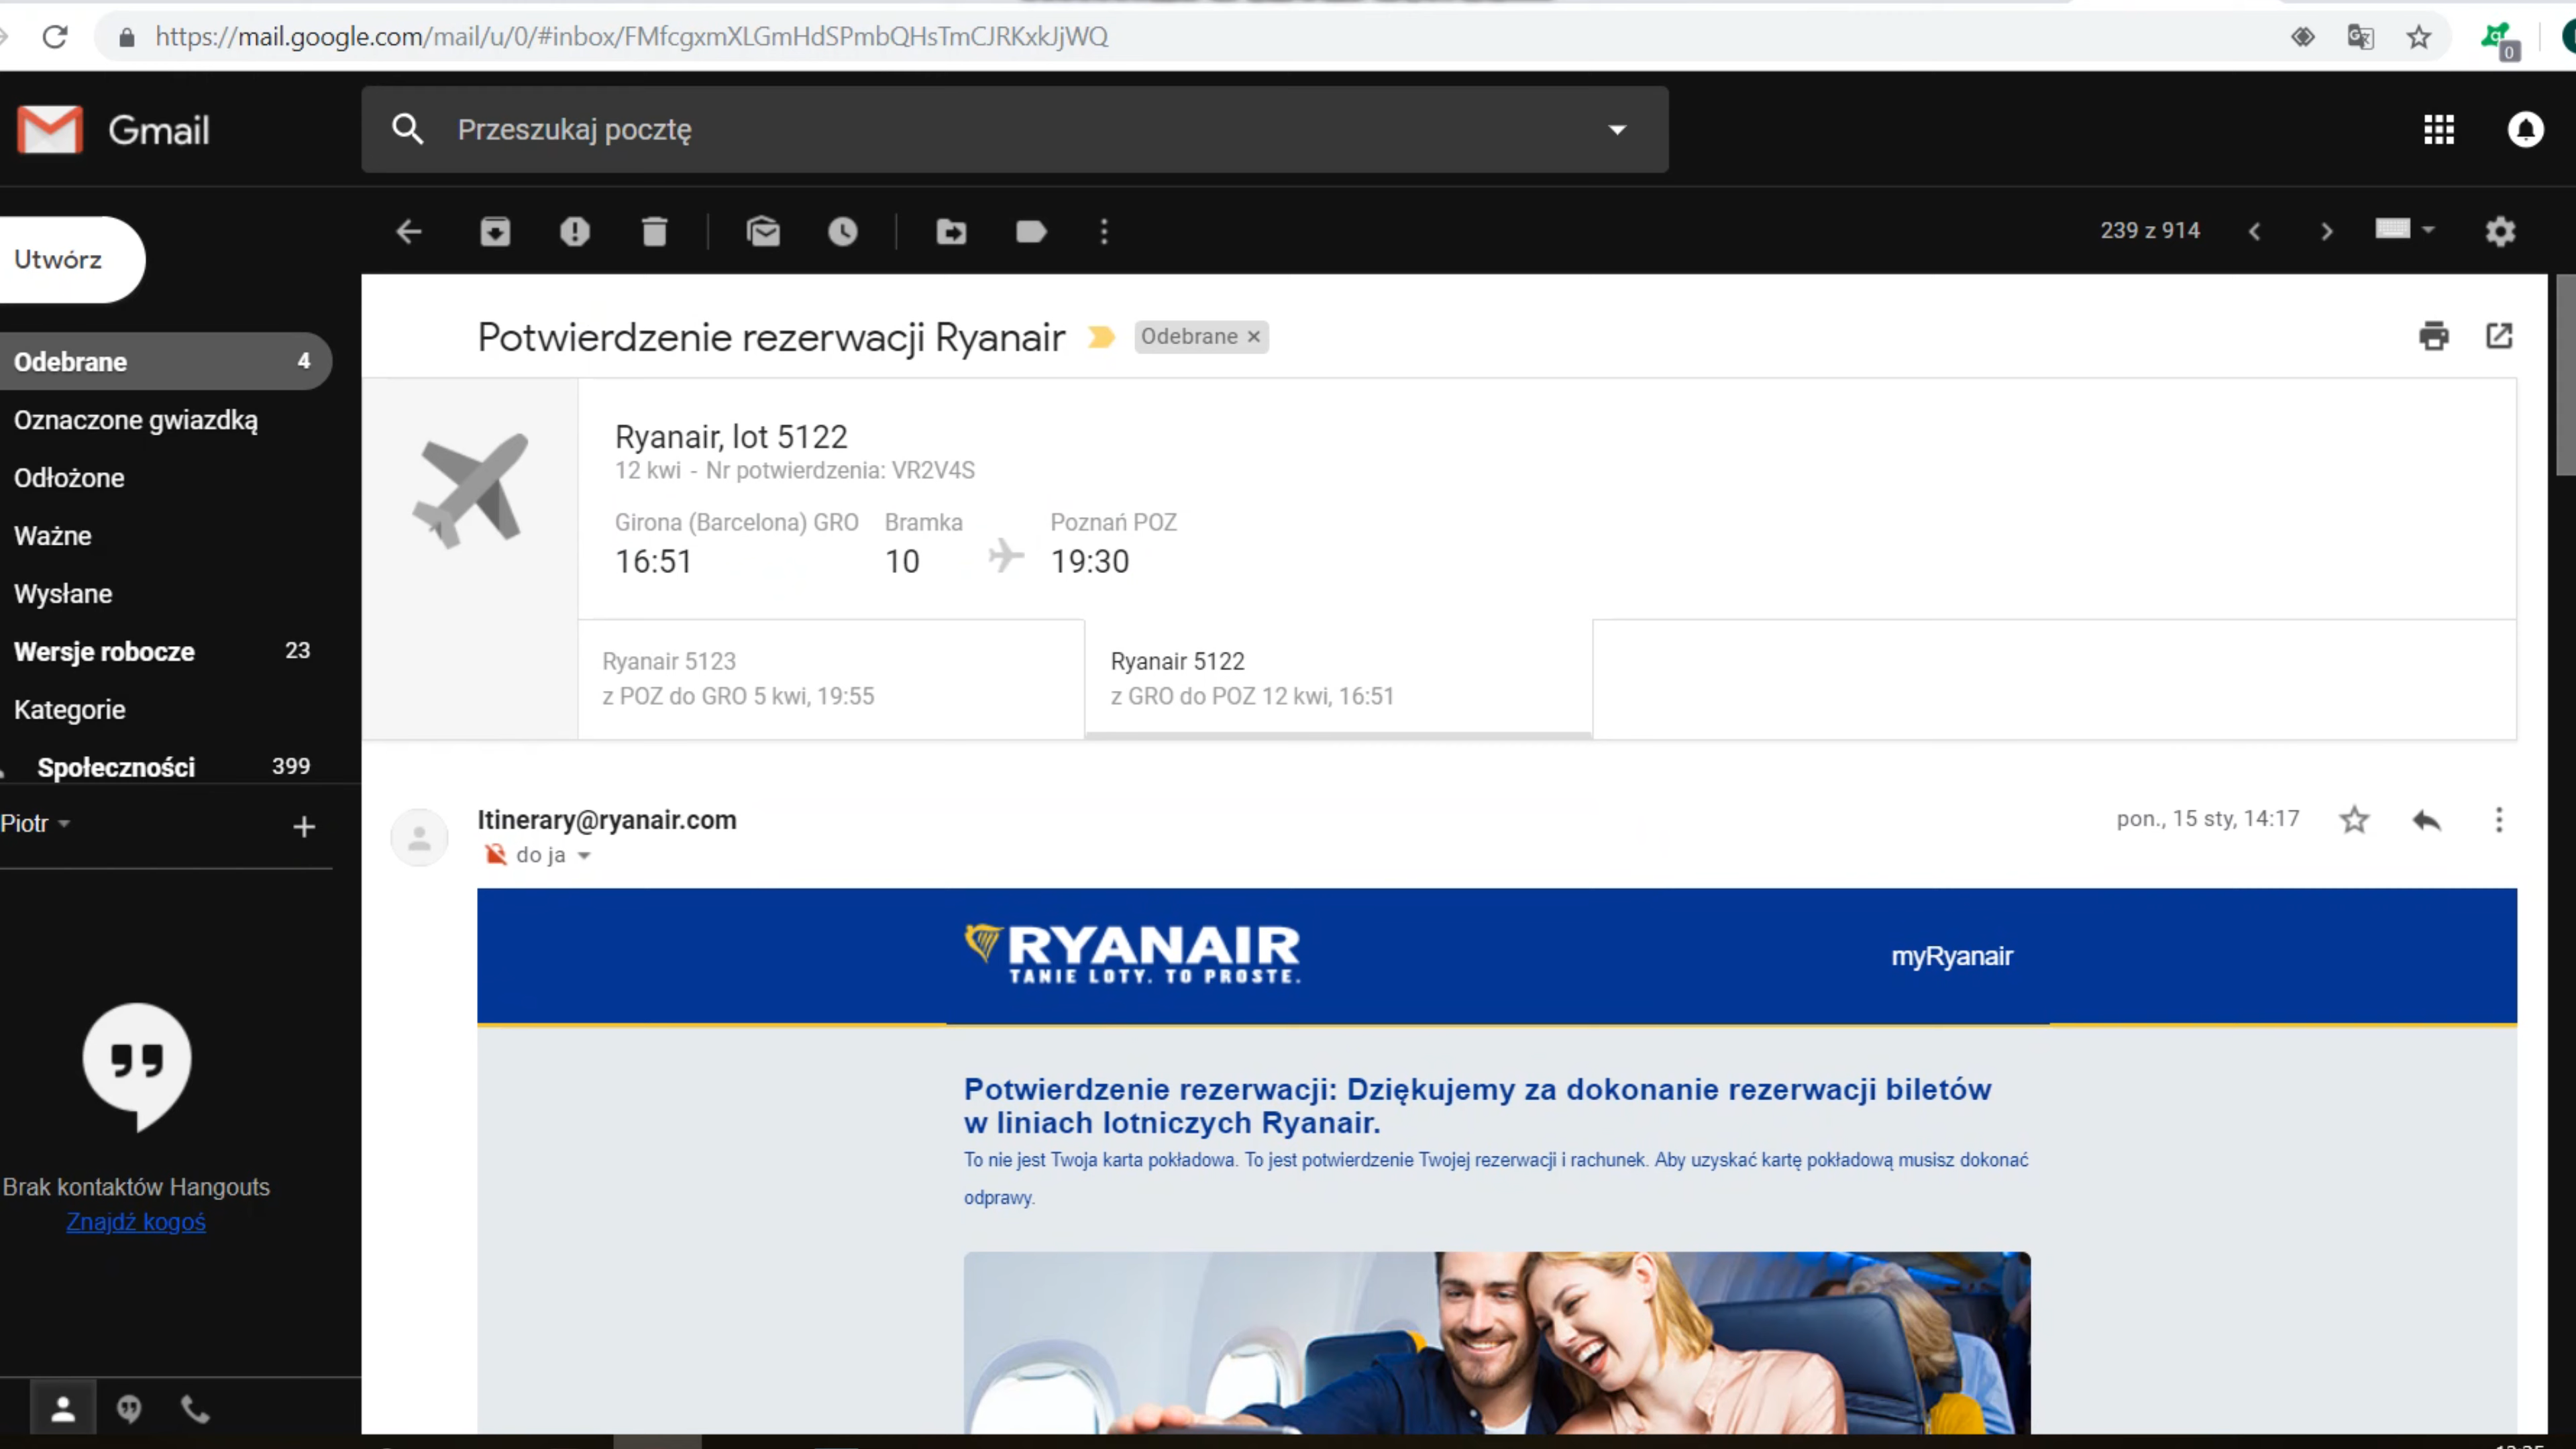 https://mail.google.com/mail/u/0/#inbox/FMfcgxmXLGmHdSPmbQHsTmCJRKxkJjWQ
0
Gmail
Przeszukaj pocztę
Utwórz
239 z 914
Odebrane 4
Oznaczone gwiazdką
Odłożone
Ważne
Wysłane
Wersje robocze 23
Kategorie
Społeczności 399
Piotr
Brak kontaktów Hangouts
Znajdź kogoś
Potwierdzenie rezerwacji Ryanair Odebrane ×
Ryanair, lot 5122
12 kwi - Nr potwierdzenia: VR2V4S
Girona (Barcelona) GRO Bramka Poznań POZ
16:51 10 19:30
Ryanair 5123
z POZ do GRO 5 kwi, 19:55
Ryanair 5122
z GRO do POZ 12 kwi, 16:51
Itinerary@ryanair.com
pon., 15 sty, 14:17
do ja
RYANAIR
TANIE LOTY. TO PROSTE.
myRyanair
Potwierdzenie rezerwacji: Dziękujemy za dokonanie rezerwacji biletów
w liniach lotniczych Ryanair.
To nie jest Twoja karta pokładowa. To jest potwierdzenie Twojej rezerwacji i rachunek. Aby uzyskać kartę pokładową musisz dokonać
odprawy.